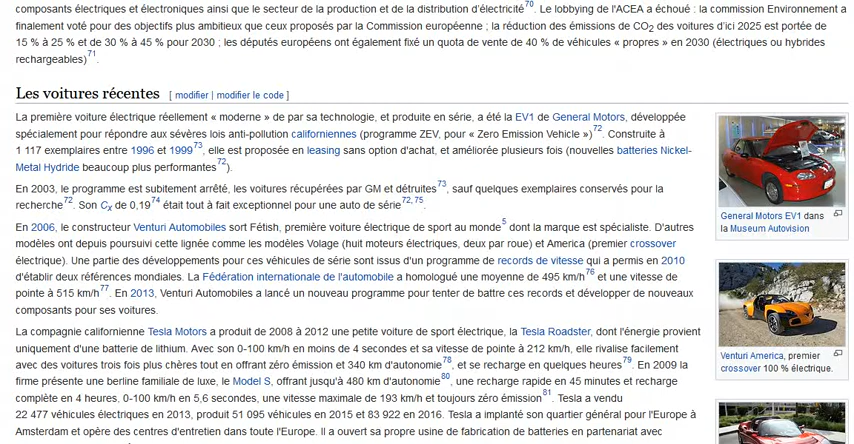 composants électriques et électroniques ainsi que le secteur de la production et de la distribution d’électricité70. Le lobbying de l'ACEA a échoué : la commission Environnement a
finalement voté pour des objectifs plus ambitieux que ceux proposés par la Commission européenne ; la réduction des émissions de CO2 des voitures d’ici 2025 est portée de
15 % à 25 % et de 30 % à 45 % pour 2030 ; les députés européens ont également fixé un quota de vente de 40 % de véhicules « propres » en 2030 (électriques ou hybrides
rechargeables)71.
Les voitures récentes [ modifier | modifier le code ]
La première voiture électrique réellement « moderne » de par sa technologie, et produite en série, a été la EV1 de General Motors, développée
spécialement pour répondre aux sévères lois anti-pollution californiennes (programme ZEV, pour « Zero Emission Vehicle »)72. Construite à
1 117 exemplaires entre 1996 et 199973, elle est proposée en leasing sans option d'achat, et améliorée plusieurs fois (nouvelles batteries Nickel-
Metal Hydride beaucoup plus performantes72).
En 2003, le programme est subitement arrêté, les voitures récupérées par GM et détruites73, sauf quelques exemplaires conservés pour la
recherche72. Son Cx de 0,1974 était tout à fait exceptionnel pour une auto de série72, 75.
En 2006, le constructeur Venturi Automobiles sort Fétish, première voiture électrique de sport au monde5 dont la marque est spécialiste. D'autres
modèles ont depuis poursuivi cette lignée comme les modèles Volage (huit moteurs électriques, deux par roue) et America (premier crossover
électrique). Une partie des développements pour ces véhicules de série sont issus d'un programme de records de vitesse qui a permis en 2010
d'établir deux références mondiales. La Fédération internationale de l'automobile a homologué une moyenne de 495 km/h76 et une vitesse de
pointe à 515 km/h77. En 2013, Venturi Automobiles a lancé un nouveau programme pour tenter de battre ces records et développer de nouveaux
composants pour ses voitures.
La compagnie californienne Tesla Motors a produit de 2008 à 2012 une petite voiture de sport électrique, la Tesla Roadster, dont l'énergie provient
uniquement d'une batterie de lithium. Avec son 0-100 km/h en moins de 4 secondes et sa vitesse de pointe à 212 km/h, elle rivalise facilement
avec des voitures trois fois plus chères tout en offrant zéro émission et 340 km d'autonomie78, et se recharge en quelques heures79. En 2009 la
firme présente une berline familiale de luxe, le Model S, offrant jusqu'à 480 km d'autonomie80, une recharge rapide en 45 minutes et recharge
complète en 4 heures, 0-100 km/h en 5,6 secondes, une vitesse maximale de 193 km/h et toujours zéro émission81. Tesla a vendu
22 477 véhicules électriques en 2013, produit 51 095 véhicules en 2015 et 83 922 en 2016. Tesla a implanté son quartier général pour l'Europe à
Amsterdam et opère des centres d'entretien dans toute l'Europe. Il a ouvert sa propre usine de fabrication de batteries en partenariat avec
General Motors EV1 dans
la Museum Autovision
Venturi America, premier
crossover 100 % électrique.